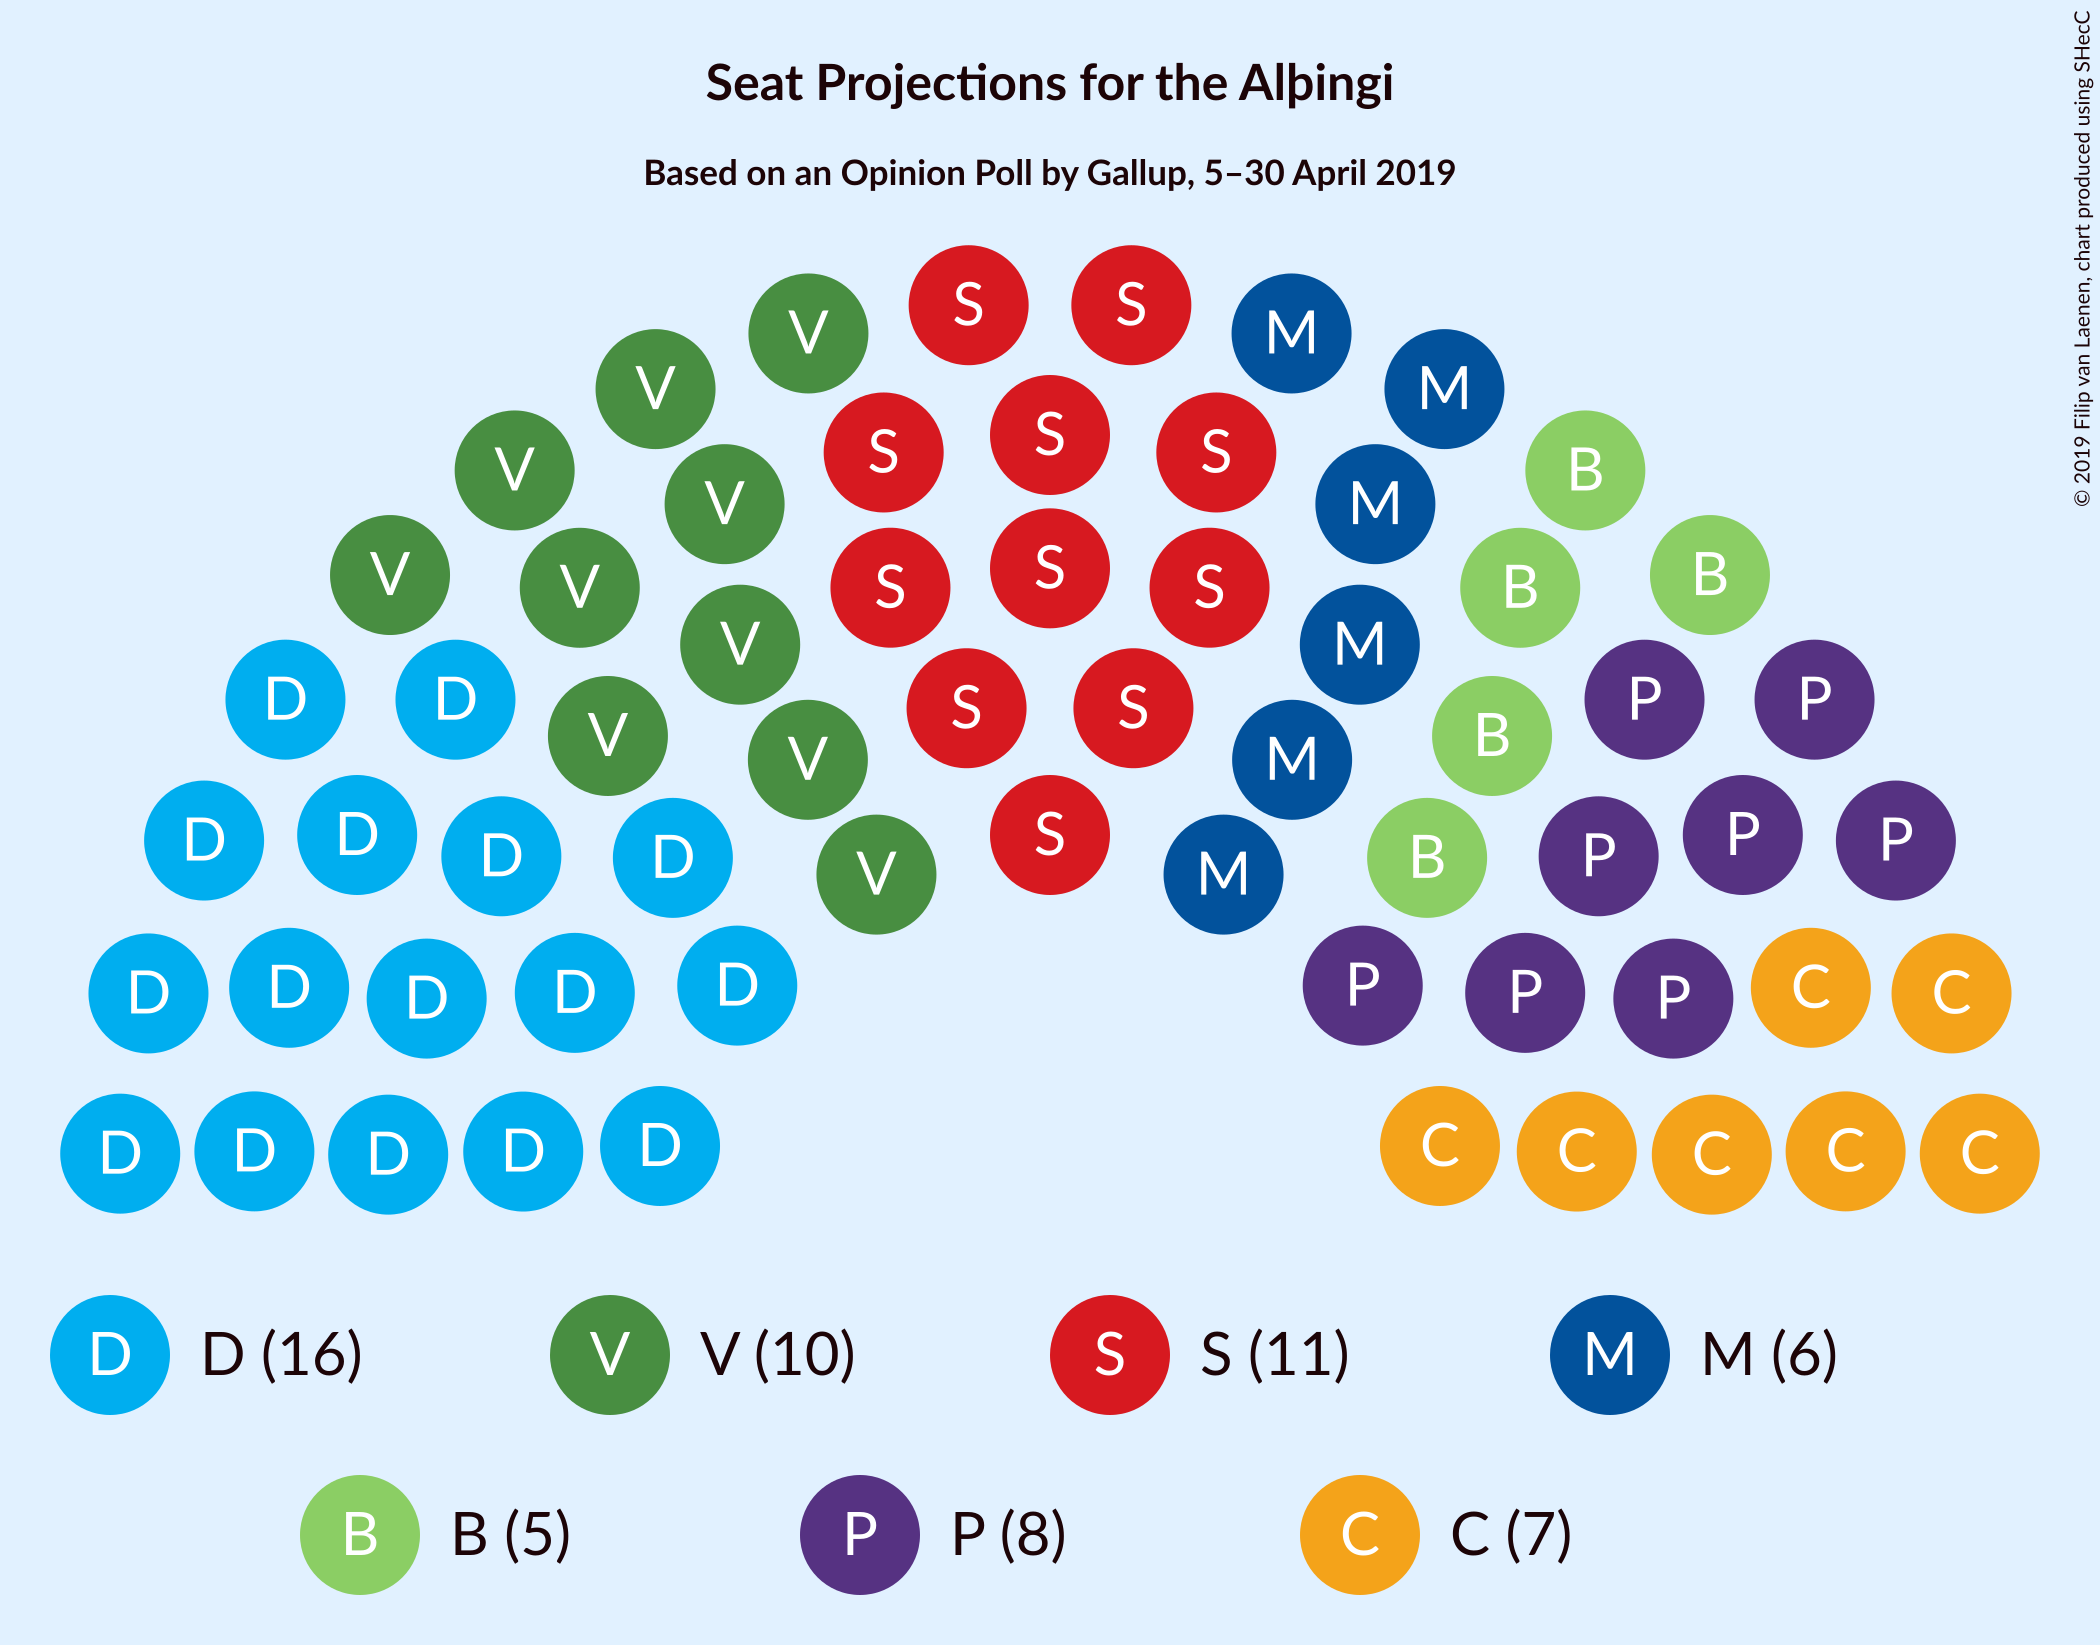 Seat Projections for the Alþingi
Based on an Opinion Poll by Gallup, 5–30 April 2019
© 2019 Filip van Laenen, chart produced using SHecC
S S
V M
V M
S
S S
V B
V M
S
V B
V S S B
V M
D D P P
S S
V B
V M
D P
D P
S
D P
D B
V M
D P
D C
D P
D C
D P
D C
D C
D C
D C
D C
D D (16) V V (10) S S (11) M M (6)
B B (5) P P (8) C C (7)